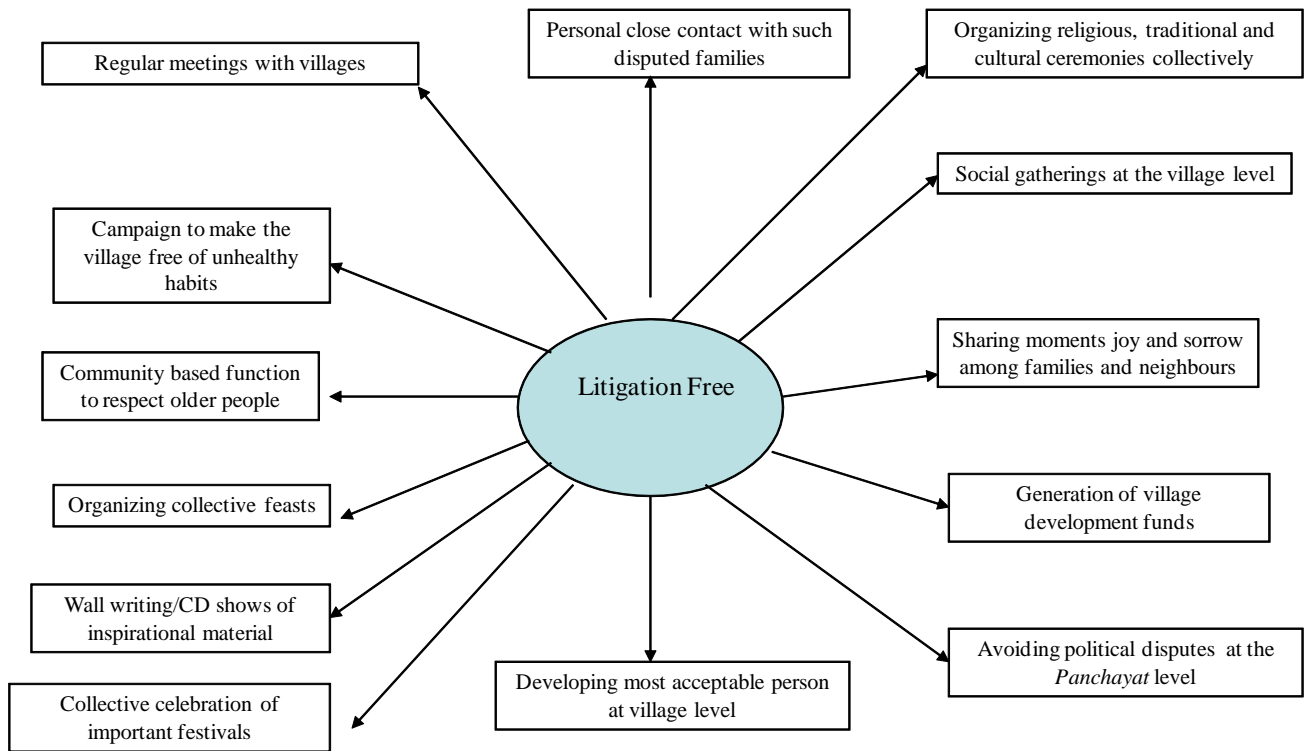 Personal close contact with such
disputed families
Organizing religious, traditional and
cultural ceremonies collectively
Regular meetings with villages
Social gatherings at the village level
Campaign to make the
village free of unhealthy
habits
Sharing moments joy and sorrow
among families and neighbours
Community based function
to respect older people
Litigation Free
Organizing collective feasts
Generation of village
development funds
Wall writing/CD shows of
inspirational material
Avoiding political disputes at the
Panchayat level
Developing most acceptable person
at village level
Collective celebration of
important festivals